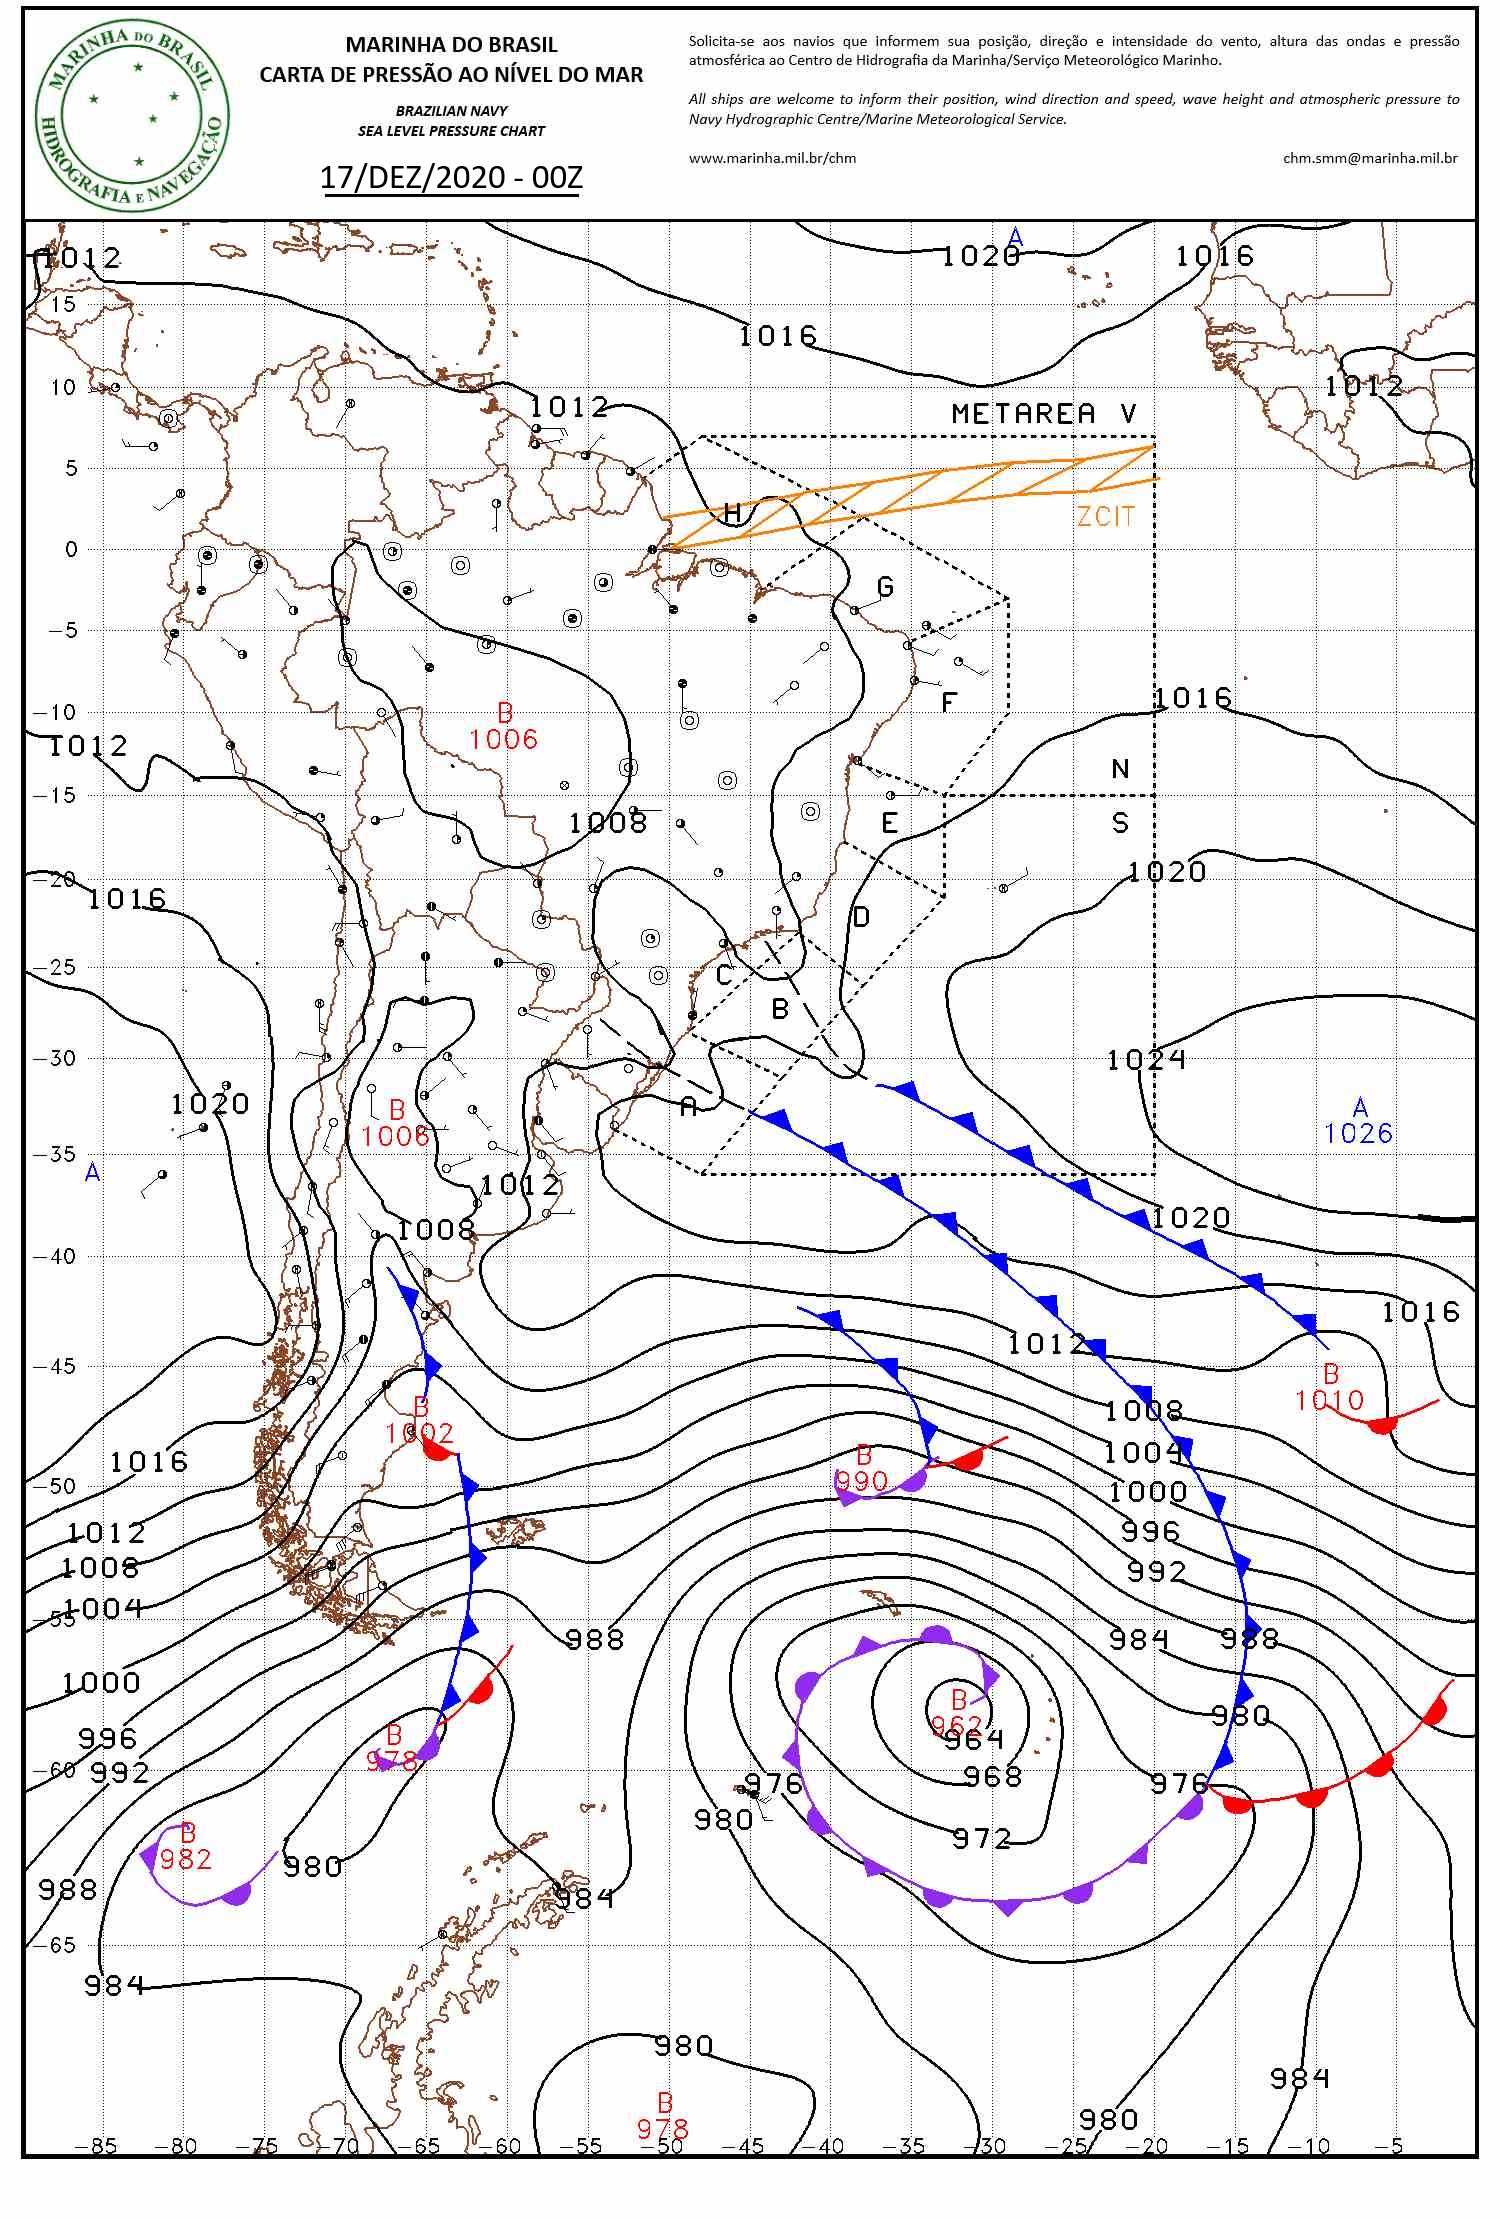 MARINHA DO BRASIL
HIDROGRAFIA E NAVEGAÇÃO
MARINHA DO BRASIL
CARTA DE PRESSÃO AO NÍVEL DO MAR
BRAZILIAN NAVY
SEA LEVEL PRESSURE CHART
17/DEZ/2020 - 00Z
Solicita-se aos navios que informem sua posição, direção e intensidade do vento, altura das ondas e pressão
atmosférica ao Centro de Hidrografia da Marinha/Serviço Meteorológico Marinho.
All ships are welcome to inform their position, wind direction and speed, wave height and atmospheric pressure to
Navy Hydrographic Centre/Marine Meteorological Service.
www.marinha.mil.br/chm chm.smm@marinha.mil.br
A
1012 1020 1016
15
1016
10 1012
1012
METAREA V
5
H ZCIT
0
G
-5
F
B 1016
-10
1006
1012
N
-15
1008 E S
1020
-20
1016
D
-25
C
B
-30 1024
1020
A
B A
1006 1026
-35
A
1012
1008 1020
-40
1016
1012
-45
B
B 1010
1008
1002
1004
B
1016 990
-50 1000
1012 996
1008 992
1004
-55
988 984 988
1000
B 980
962
996 B
964
978
-60 992 968
976 976
980
B 972
982 980
988 984
-65
984
980
984
B
978 980
-85 -80 -75 -70 -65 -60 -55 -50 -45 -40 -35 -30 -25 -20 -15 -10 -5